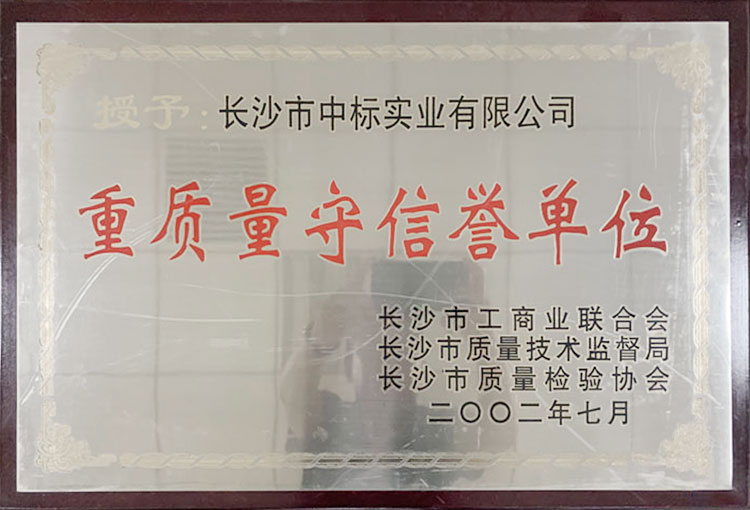 授予：长沙市中标实业有限公司
重质量守信誉单位
长沙市工商业联合会
长沙市质量技术监督局
长沙市质量检验协会
二〇〇二年七月